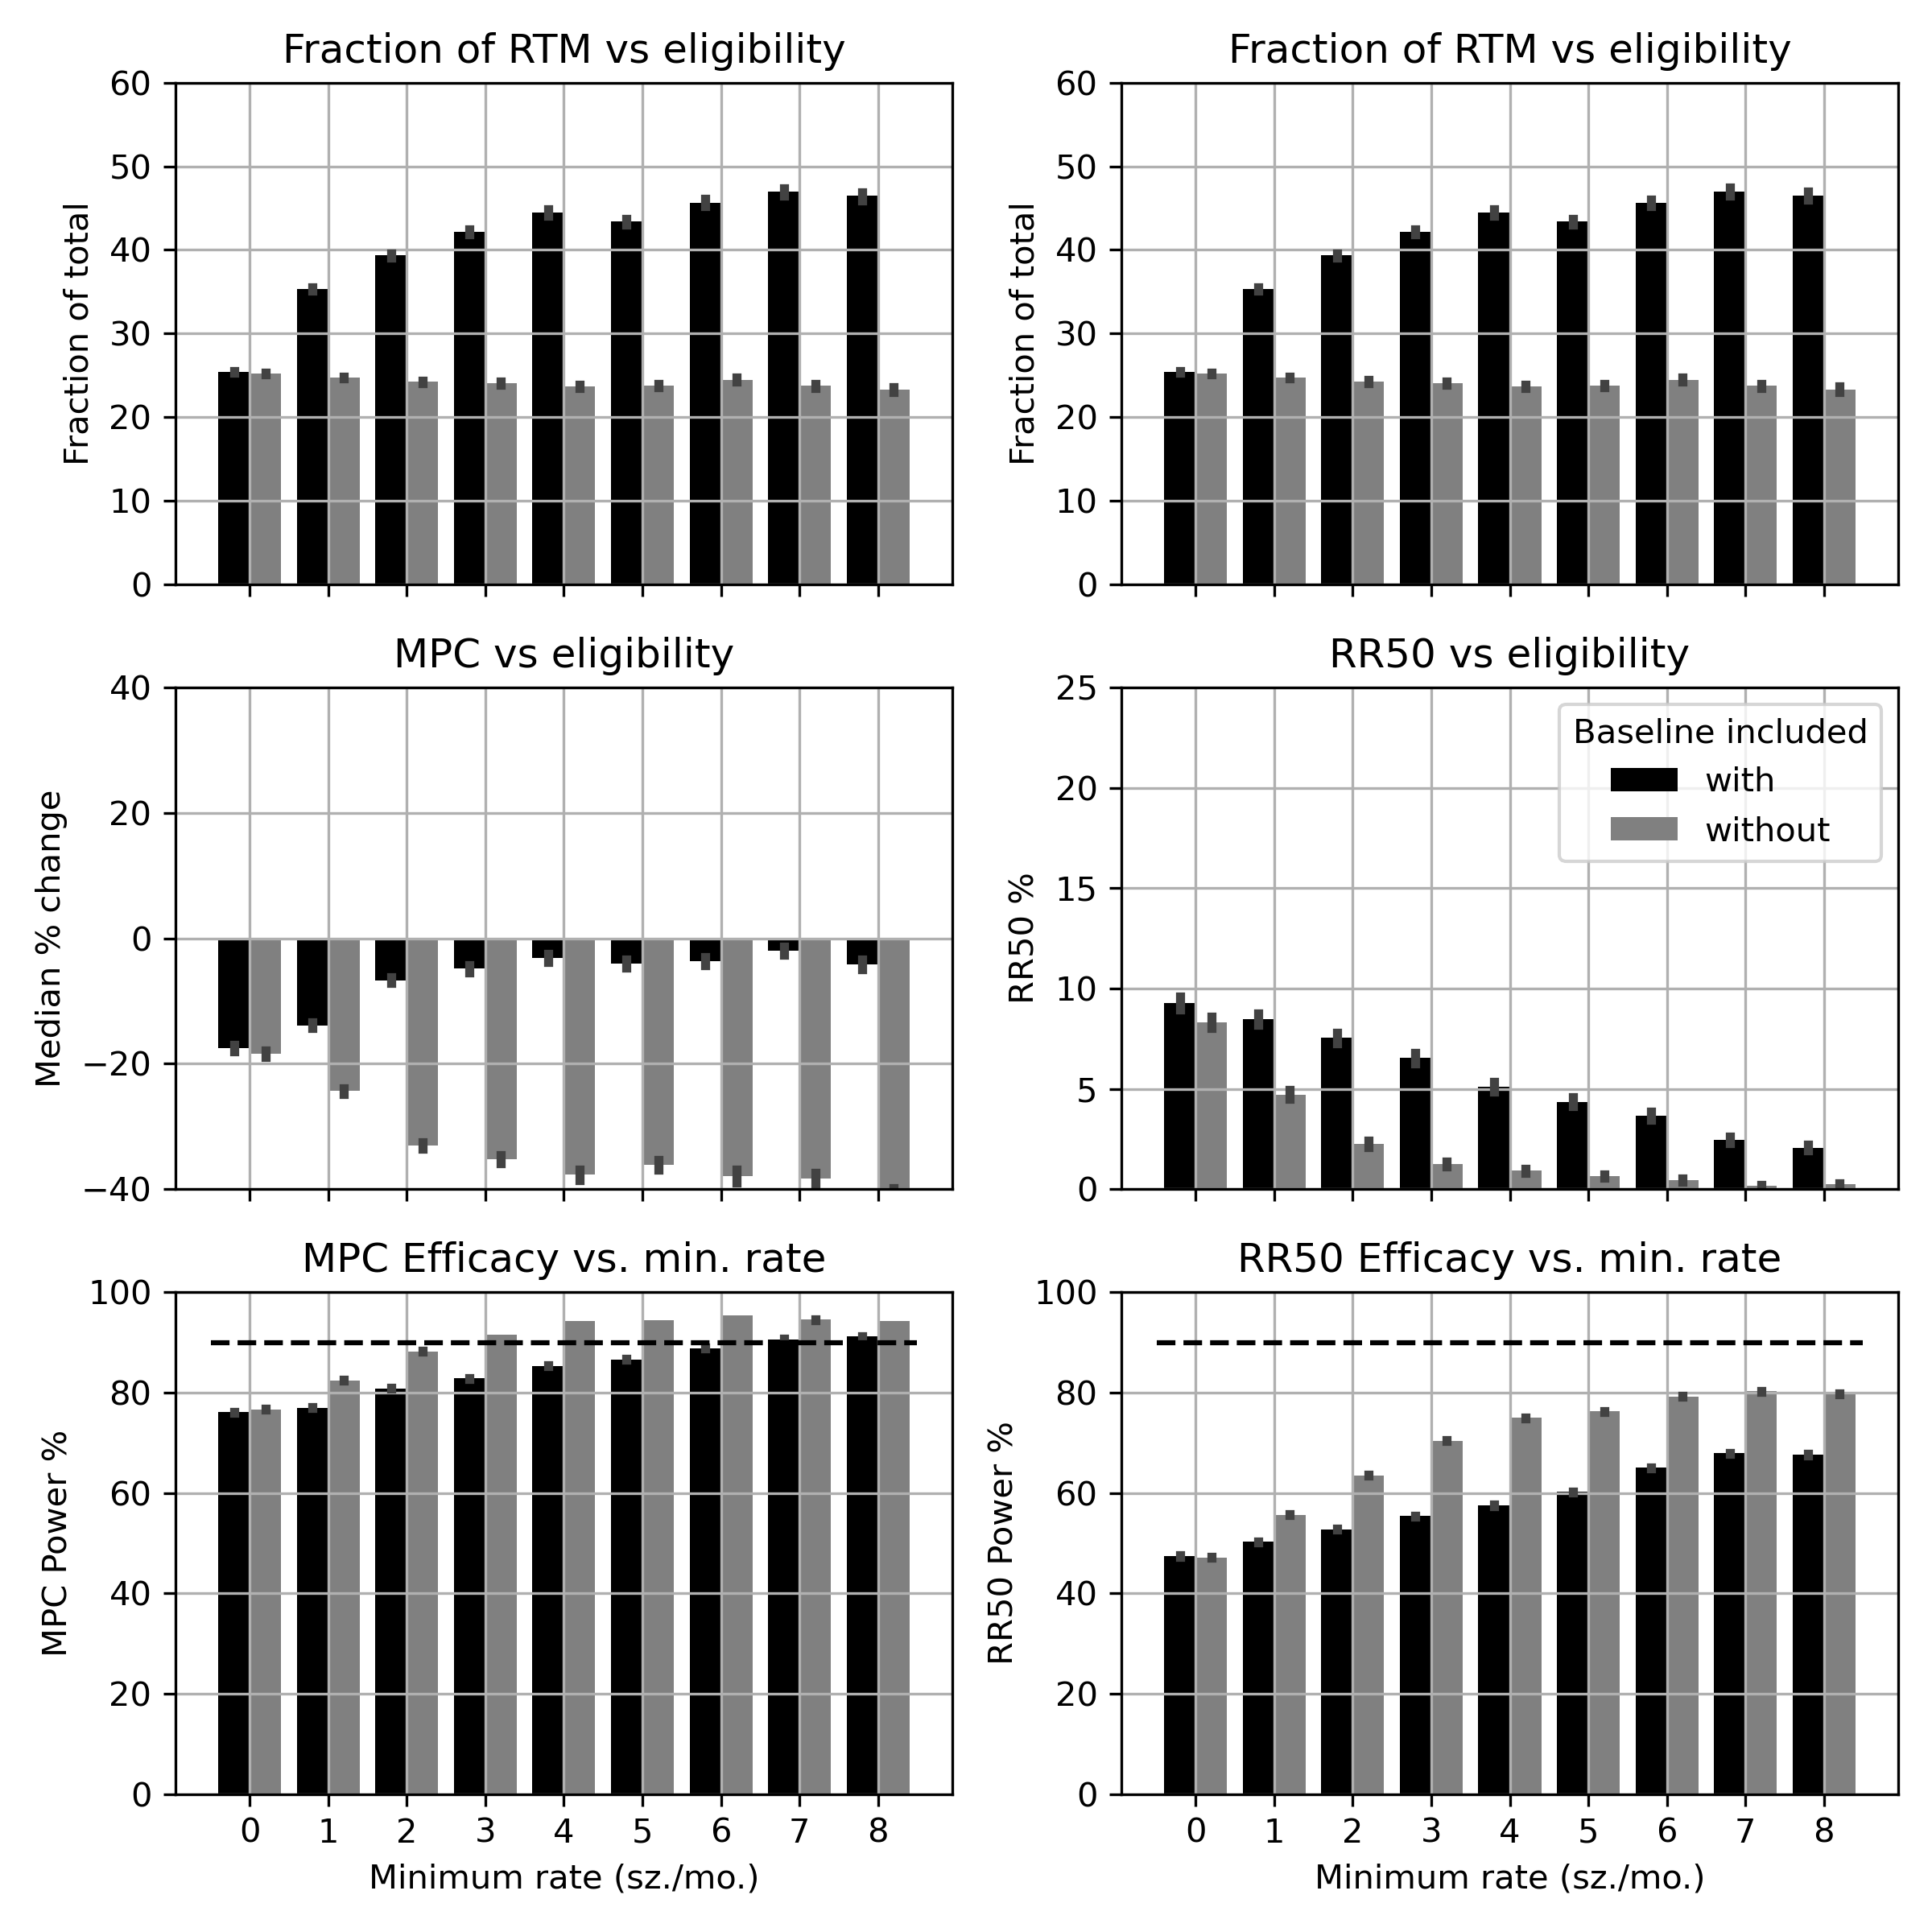 Fraction of RTM vs eligibility
Fraction of total
60
50
40
30
20
10
0
Fraction of RTM vs eligibility
Fraction of total
60
50
40
30
20
10
0
MPC vs eligibility
Median % change
40
20
0
−20
−40
RR50 vs eligibility
RR50 %
25
20
15
10
5
0
Baseline included
with
without
MPC Efficacy vs. min. rate
MPC Power %
100
80
60
40
20
0
0 1 2 3 4 5 6 7 8
Minimum rate (sz./mo.)
RR50 Efficacy vs. min. rate
RR50 Power %
100
80
60
40
20
0
0 1 2 3 4 5 6 7 8
Minimum rate (sz./mo.)